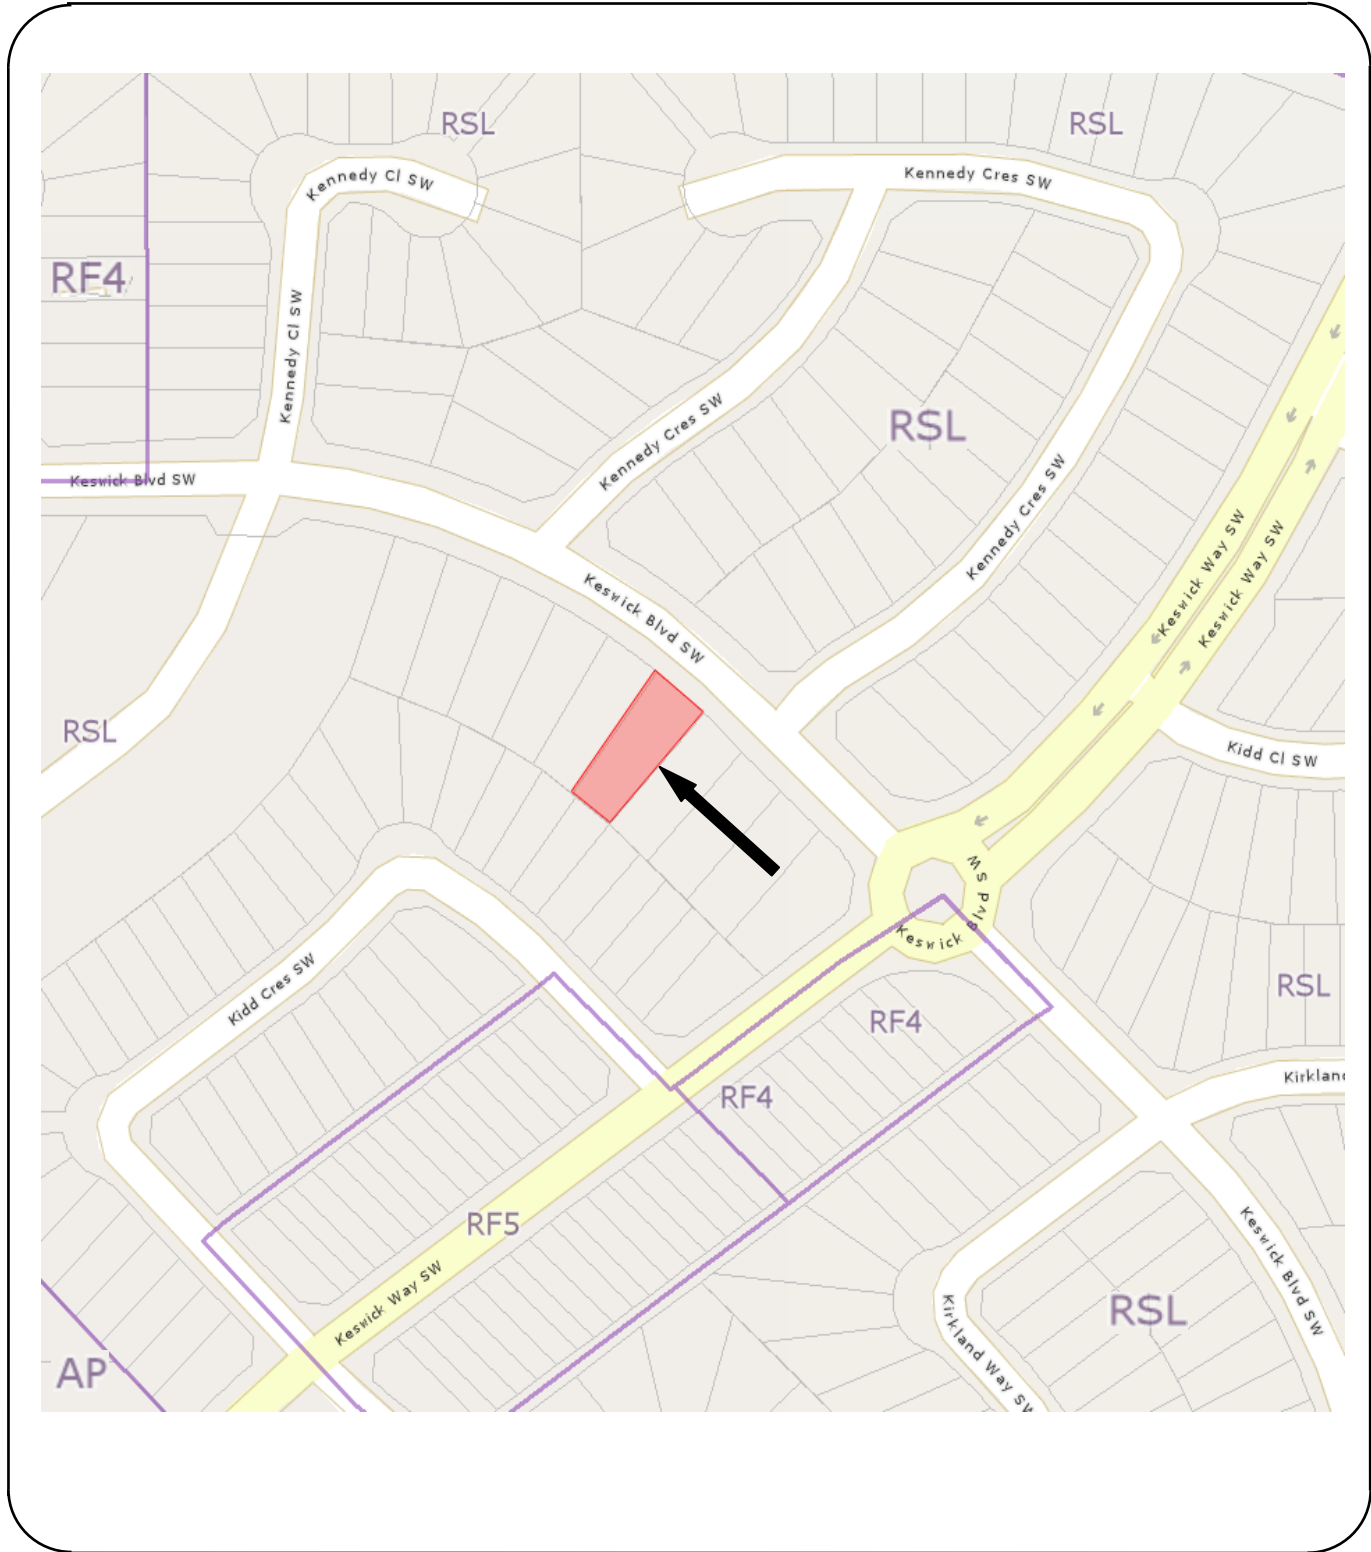 RSL
RSL
Kennedy Cl SW
Kennedy Cres SW
RF4
Kennedy Cl SW
Kennedy Cres SW
RSL
Keswick Blvd SW
Kennedy Cres SW
Keswick Way SW
Keswick Way SW
Keswick Blvd SW
RSL
Kidd Cl SW
Keswick Blvd SW
Kidd Cres SW
RSL
RF4
Kirklan
RF4
RF5
Keswick Way SW
Keswick Blvd SW
Kirkland Way SW
RSL
AP